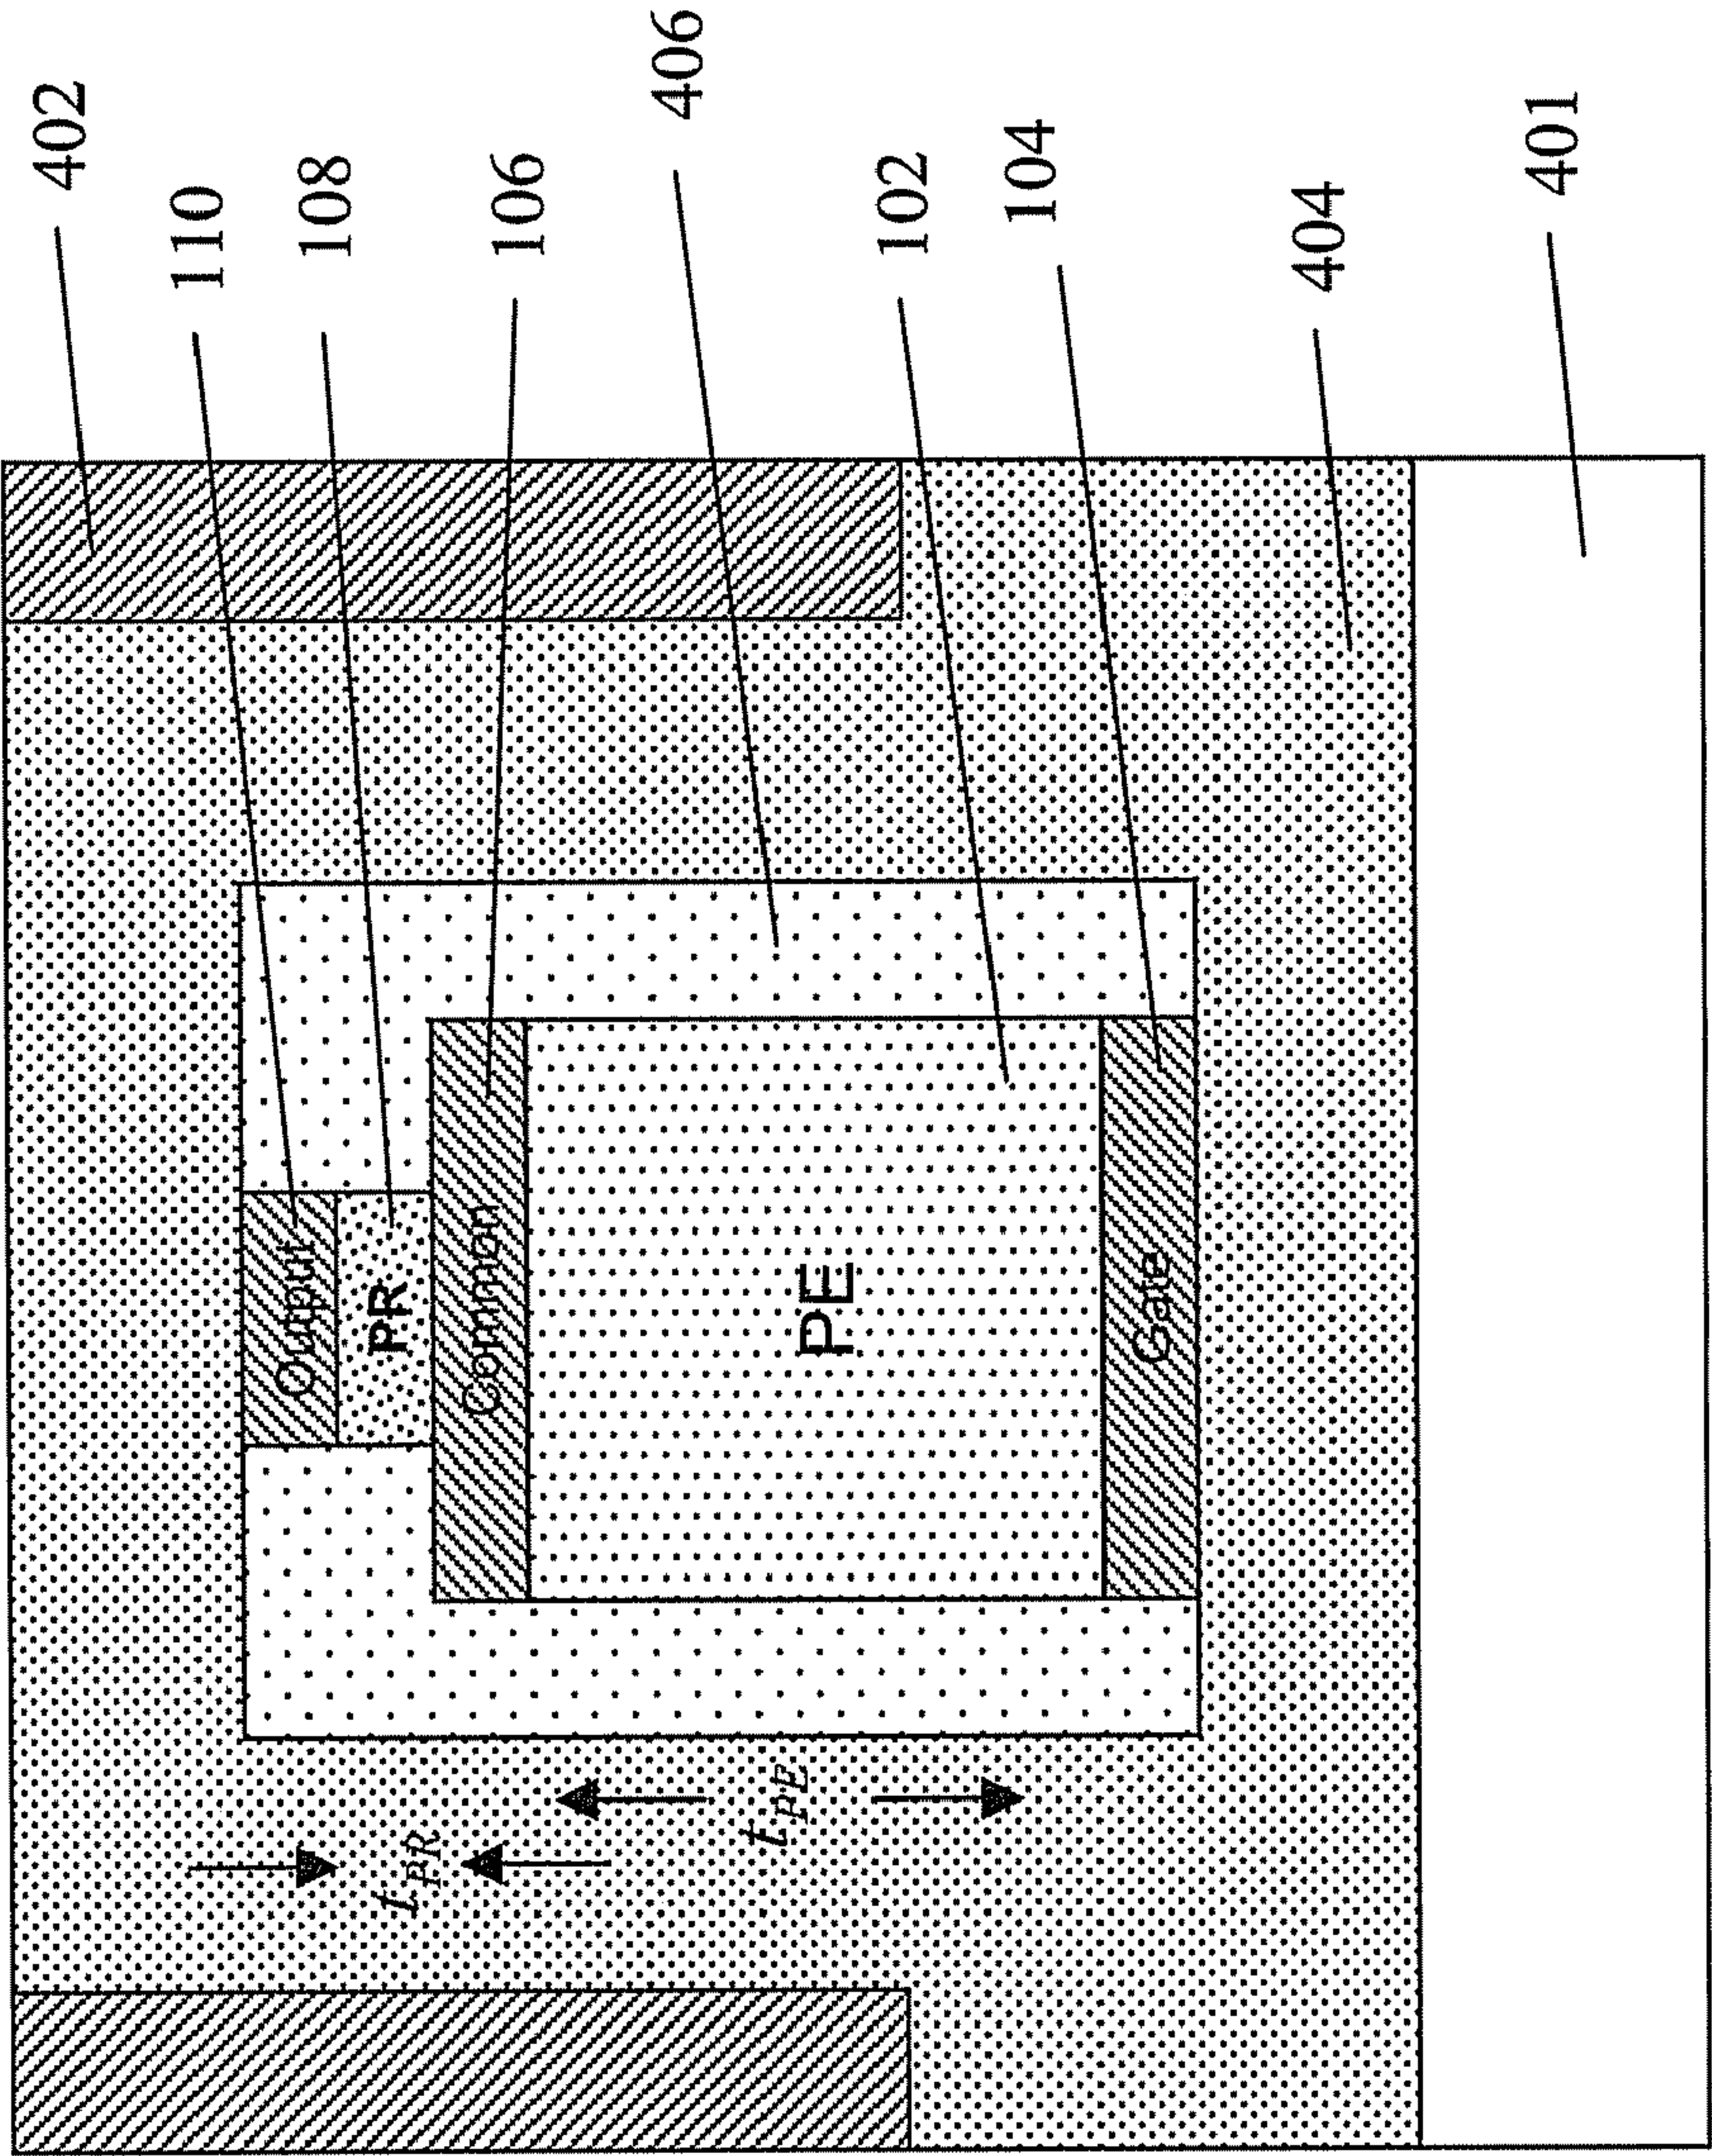 402
110
108
106
406
102
104
404
401
Output
PR
Common
PE
Gate
t_PR
t_PE